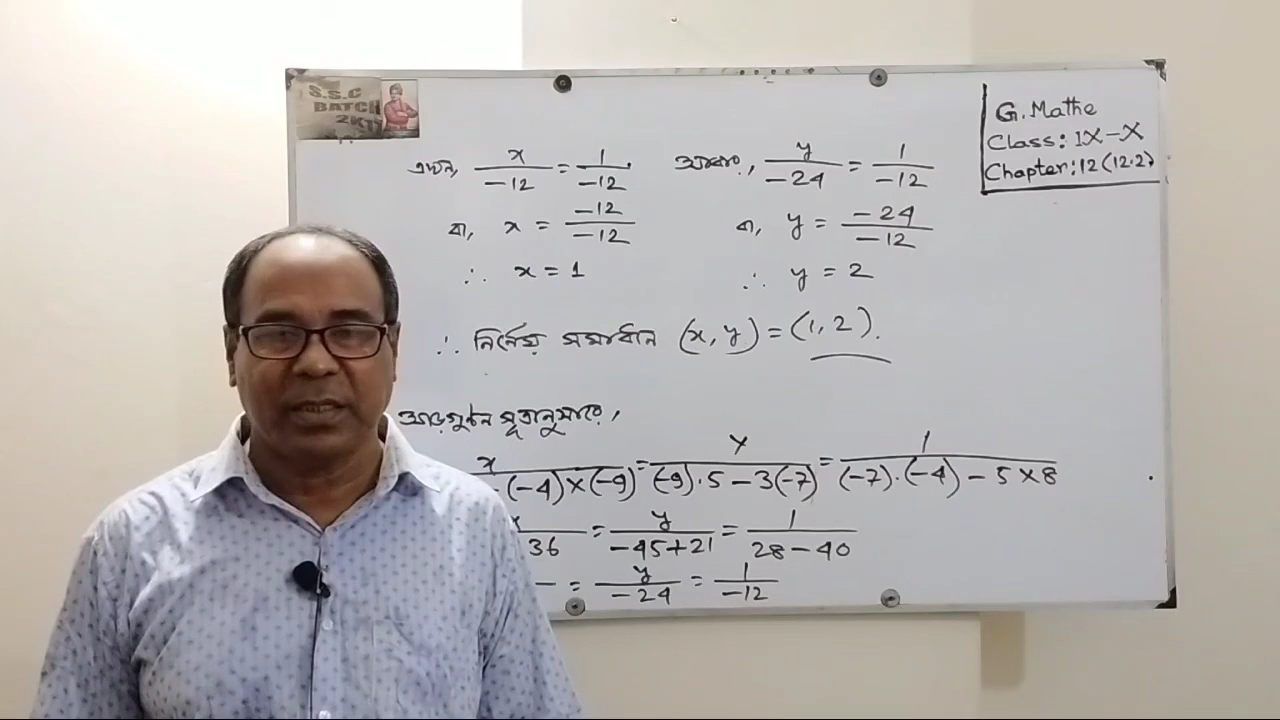 S.S.C
BATCH
2K17
G. Mathe
Class: IX-X
Chapter: 12 (12.2)
এখন, x/-12 = 1/-12
বা, x = -12/-12
∴ x = 1
আবার, y/-24 = 1/-12
বা, y = -24/-12
∴ y = 2
∴ নির্ণেয় সমাধান (x, y) = (1, 2).
আড়গুণন সূত্রানুসারে,
x/-(-4)×(-9) = y/(-9)·5-3(-7) = 1/(-7)·(-4)-5×8
36 = y/-45+21 = 1/28-40
= y/-24 = 1/-12